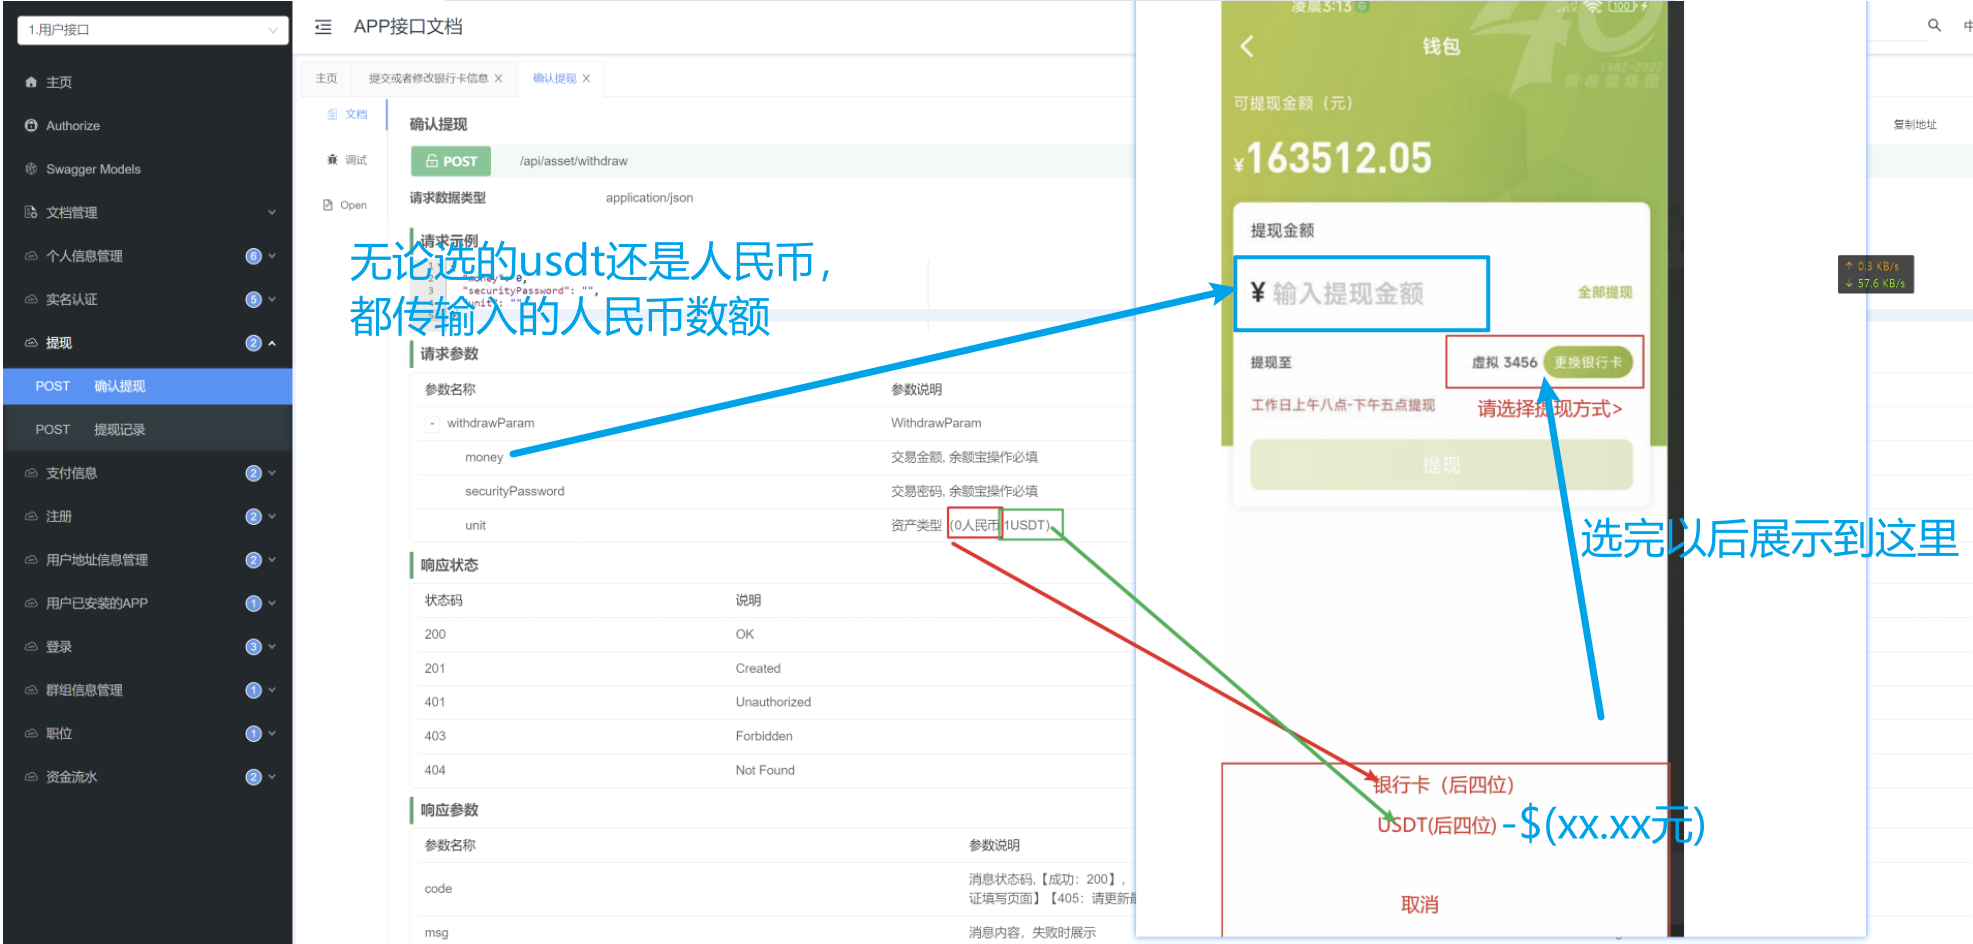 1.用户接口
主页
Authorize
Swagger Models
文档管理
个人信息管理 6
实名认证 5
提现 2
POST 确认提现
POST 提现记录
支付信息 2
注册 2
用户地址信息管理 2
用户已安装的APP 1
登录 3
群组信息管理 1
职位 1
资金流水 2
APP接口文档
主页 提交或者修改银行卡信息 确认提现
文档
调试
Open
确认提现
POST /api/asset/withdraw
复制地址
请求数据类型 application/json
请求示例
"money": 0,
"securityPassword": "",
"unit": ""
无论选的usdt还是人民币，
都传输入的人民币数额
请求参数
参数名称 参数说明
withdrawParam WithdrawParam
money 交易金额, 余额宝操作必填
securityPassword 交易密码, 余额宝操作必填
unit 资产类型 (0人民币 1USDT)
响应状态
状态码 说明
200 OK
201 Created
401 Unauthorized
403 Forbidden
404 Not Found
响应参数
参数名称 参数说明
code 消息状态码,【成功：200】,
证填写页面】【405：请更新
msg 消息内容，失败时展示
凌晨3:13
100
钱包
1982-2022
新希望集团
可提现金额（元）
¥163512.05
提现金额
¥ 输入提现金额 全部提现
提现至 虚拟 3456 更换银行卡
工作日上午八点-下午五点提现 请选择提现方式>
提现
选完以后展示到这里
银行卡（后四位）
USDT(后四位) -$(xx.xx元)
取消
↑ 0.3 KB/s
↓ 57.6 KB/s